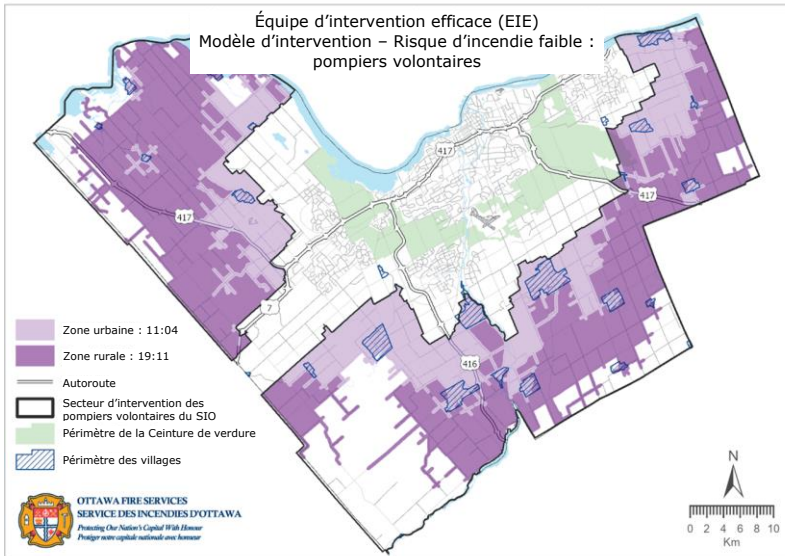 Équipe d'intervention efficace (EIE)
Modèle d'intervention – Risque d'incendie faible :
pompiers volontaires
417
417
417
7
416
Zone urbaine : 11:04
Zone rurale : 19:11
Autoroute
Secteur d'intervention des
pompiers volontaires du SIO
Périmètre de la Ceinture de verdure
Périmètre des villages
OTTAWA FIRE SERVICES
SERVICE DES INCENDIES D'OTTAWA
Protecting Our Nation's Capital With Honour
Protéger notre capitale nationale avec honneur
N
0 2 4 6 8 10
Km